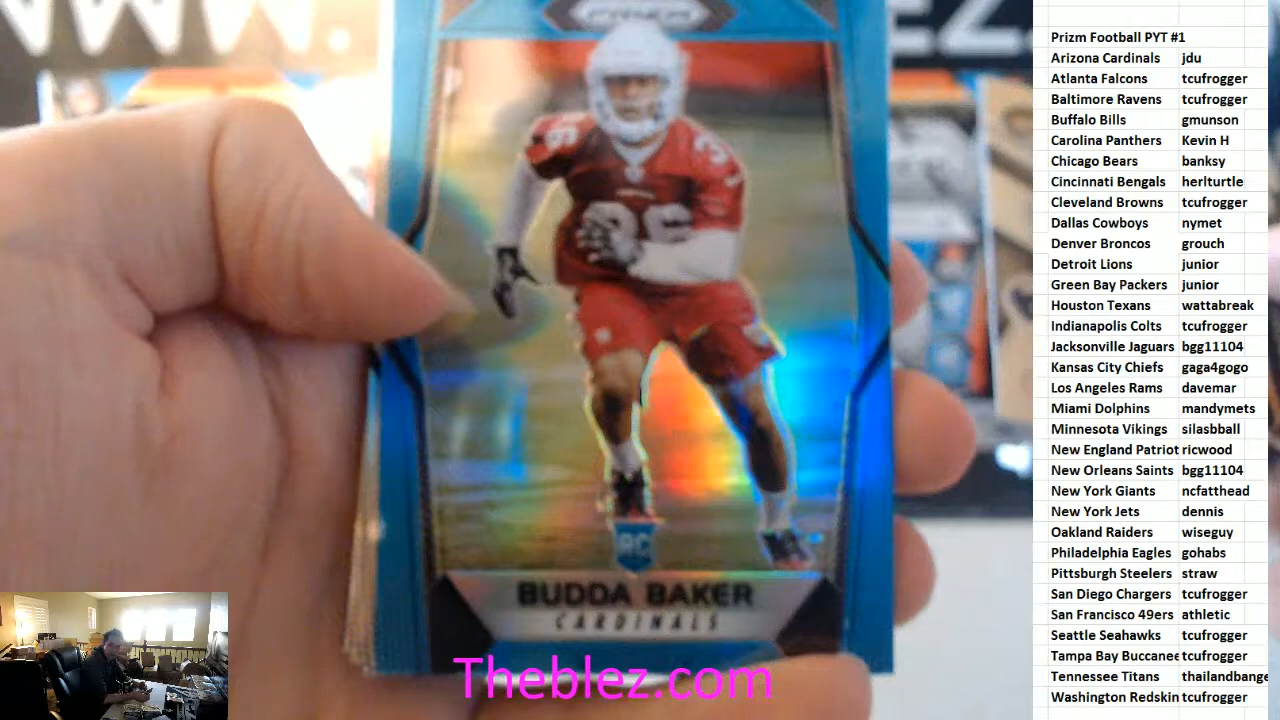 WWW.
EZ.
PRIZM
36
36
RC
BUDDA BAKER
CARDINALS
Theblez.com
Prizm Football PYT #1
Arizona Cardinals jdu
Atlanta Falcons tcufrogger
Baltimore Ravens tcufrogger
Buffalo Bills gmunson
Carolina Panthers Kevin H
Chicago Bears banksy
Cincinnati Bengals herlturtle
Cleveland Browns tcufrogger
Dallas Cowboys nymet
Denver Broncos grouch
Detroit Lions junior
Green Bay Packers junior
Houston Texans wattabreak
Indianapolis Colts tcufrogger
Jacksonville Jaguars bgg11104
Kansas City Chiefs gaga4gogo
Los Angeles Rams davemar
Miami Dolphins mandymets
Minnesota Vikings silasbball
New England Patriot ricwood
New Orleans Saints bgg11104
New York Giants ncfatthead
New York Jets dennis
Oakland Raiders wiseguy
Philadelphia Eagles gohabs
Pittsburgh Steelers straw
San Diego Chargers tcufrogger
San Francisco 49ers athletic
Seattle Seahawks tcufrogger
Tampa Bay Buccanee tcufrogger
Tennessee Titans thailandbange
Washington Redskin tcufrogger